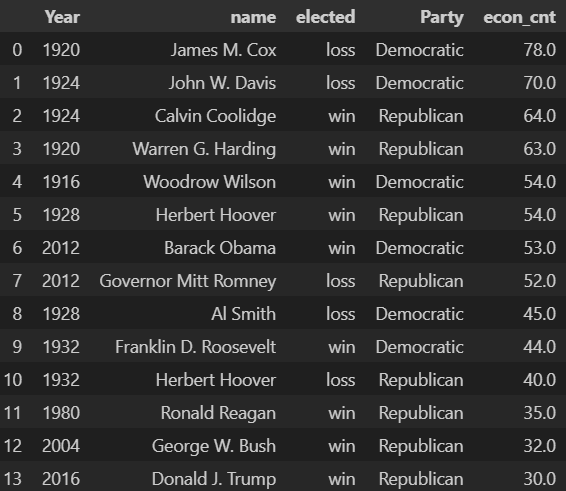 Year name elected Party econ_cnt
0 1920 James M. Cox loss Democratic 78.0
1 1924 John W. Davis loss Democratic 70.0
2 1924 Calvin Coolidge win Republican 64.0
3 1920 Warren G. Harding win Republican 63.0
4 1916 Woodrow Wilson win Democratic 54.0
5 1928 Herbert Hoover win Republican 54.0
6 2012 Barack Obama win Democratic 53.0
7 2012 Governor Mitt Romney loss Republican 52.0
8 1928 Al Smith loss Democratic 45.0
9 1932 Franklin D. Roosevelt win Democratic 44.0
10 1932 Herbert Hoover loss Republican 40.0
11 1980 Ronald Reagan win Republican 35.0
12 2004 George W. Bush win Republican 32.0
13 2016 Donald J. Trump win Republican 30.0